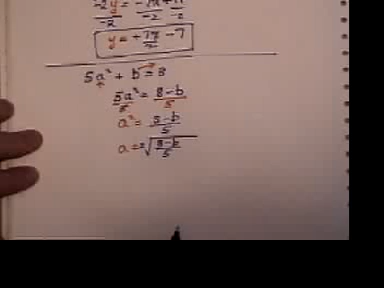 y = + 7x/2 - 7
5a² + b = 8
5a²/5 = 8-b/5
a² = 8-b/5
a = ±√8-b/5